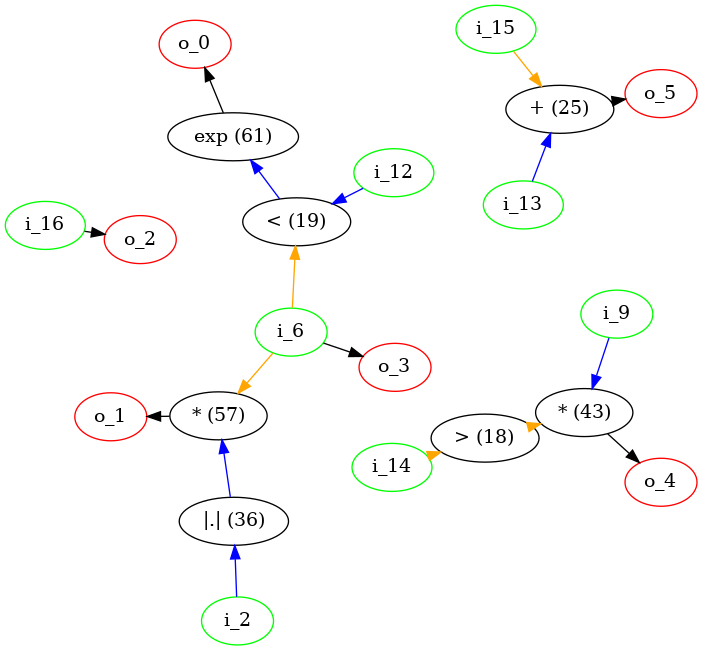 i_15
o_0
o_5
+ (25)
exp (61)
i_12
i_13
< (19)
i_16
o_2
i_9
i_6
o_3
o_1
* (57)
* (43)
> (18)
i_14
o_4
|.| (36)
i_2